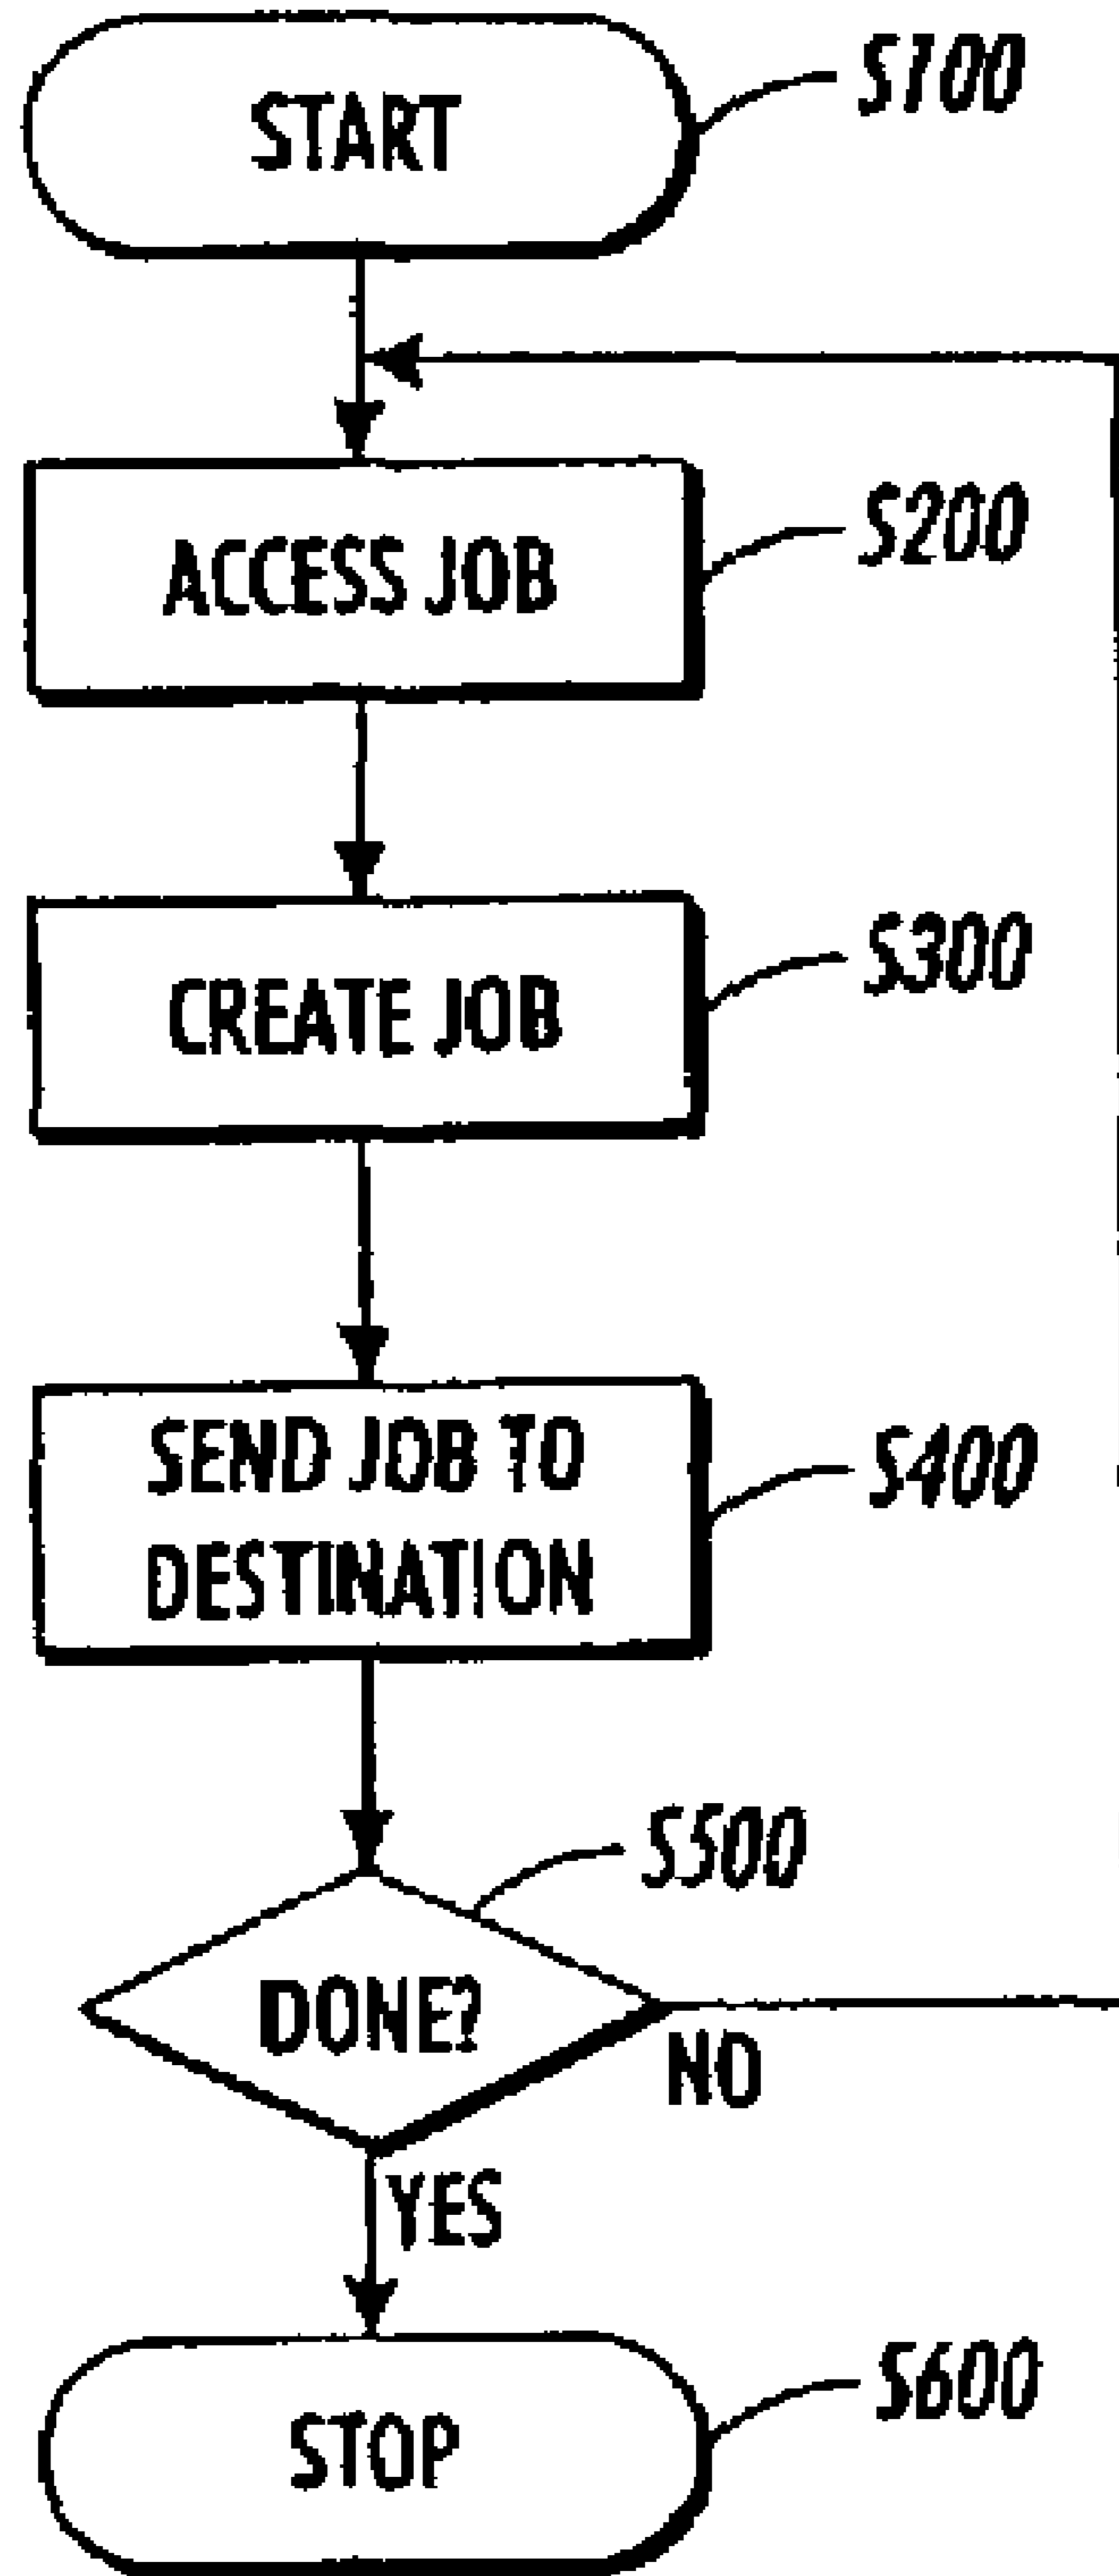 START
S100
ACCESS JOB
S200
CREATE JOB
S300
SEND JOB TO
DESTINATION
S400
S500
DONE?
NO
YES
STOP
S600